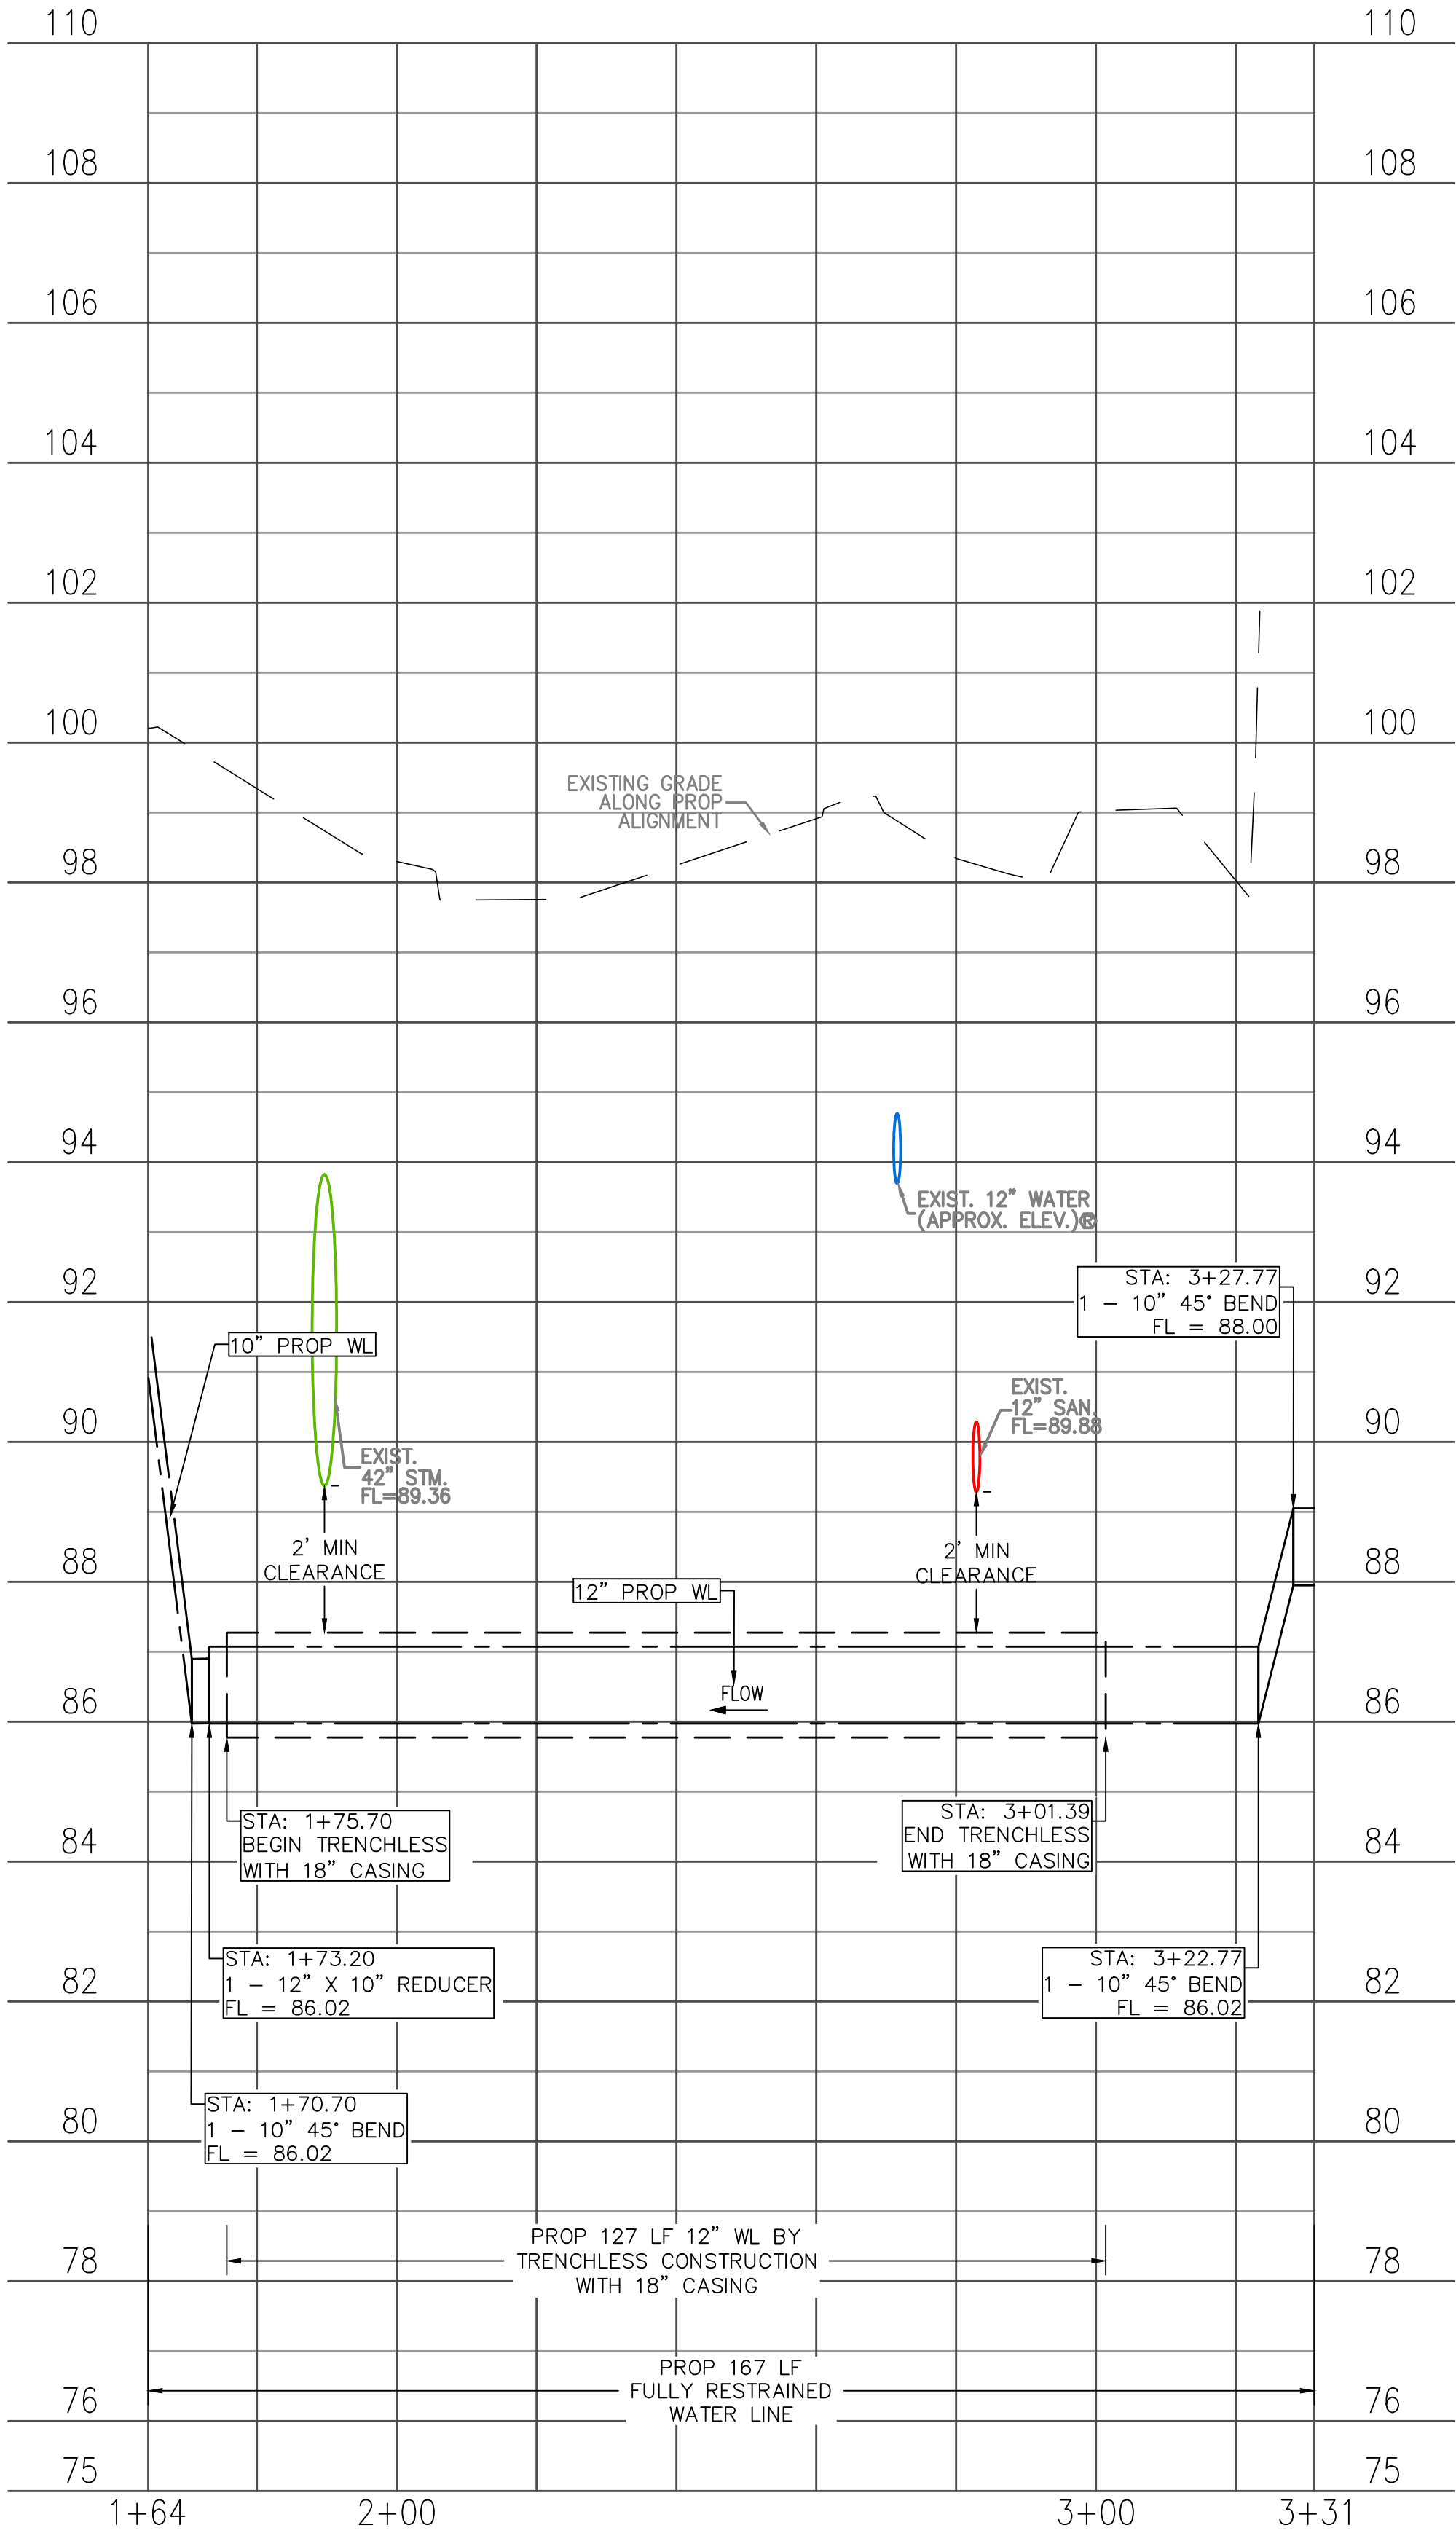 110
110
108
108
106
106
104
104
102
102
100
100
EXISTING GRADE
ALONG PROP
ALIGNMENT
98
98
96
96
94
94
EXIST. 12" WATER
(APPROX. ELEV.)®
92
92
STA: 3+27.77
1 - 10" 45° BEND
FL = 88.00
10" PROP WL
90
90
EXIST.
12" SAN.
FL=89.88
EXIST.
42" STM.
FL=89.36
88
88
2' MIN
CLEARANCE
2' MIN
CLEARANCE
12" PROP WL
FLOW
86
86
STA: 1+75.70
BEGIN TRENCHLESS
WITH 18" CASING
STA: 3+01.39
END TRENCHLESS
WITH 18" CASING
84
84
STA: 1+73.20
1 - 12" X 10" REDUCER
FL = 86.02
STA: 3+22.77
1 - 10" 45° BEND
FL = 86.02
82
82
STA: 1+70.70
1 - 10" 45° BEND
FL = 86.02
80
80
PROP 127 LF 12" WL BY
TRENCHLESS CONSTRUCTION
WITH 18" CASING
78
78
PROP 167 LF
FULLY RESTRAINED
WATER LINE
76
76
75
75
1+64
2+00
3+00
3+31